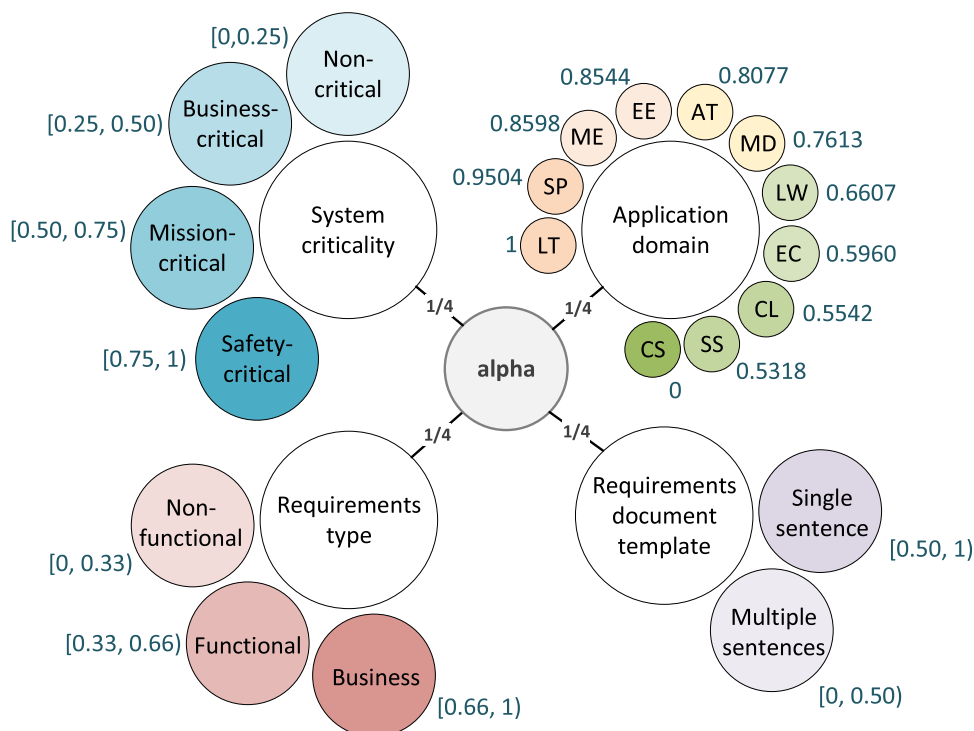 [0,0.25)
Non-
critical
[0.25, 0.50)
Business-
critical
[0.50, 0.75)
Mission-
critical
[0.75, 1)
Safety-
critical
System
criticality
1/4
0.8544
EE
AT
0.8077
0.8598
ME
MD
0.7613
0.9504
SP
LW
0.6607
1
LT
EC
0.5960
CL
0.5542
CS
SS
0.5318
0
Application
domain
1/4
alpha
1/4
Requirements
type
Non-
functional
[0, 0.33)
[0.33, 0.66)
Functional
Business
[0.66, 1)
1/4
Requirements
document
template
Single
sentence
[0.50, 1)
Multiple
sentences
[0, 0.50)